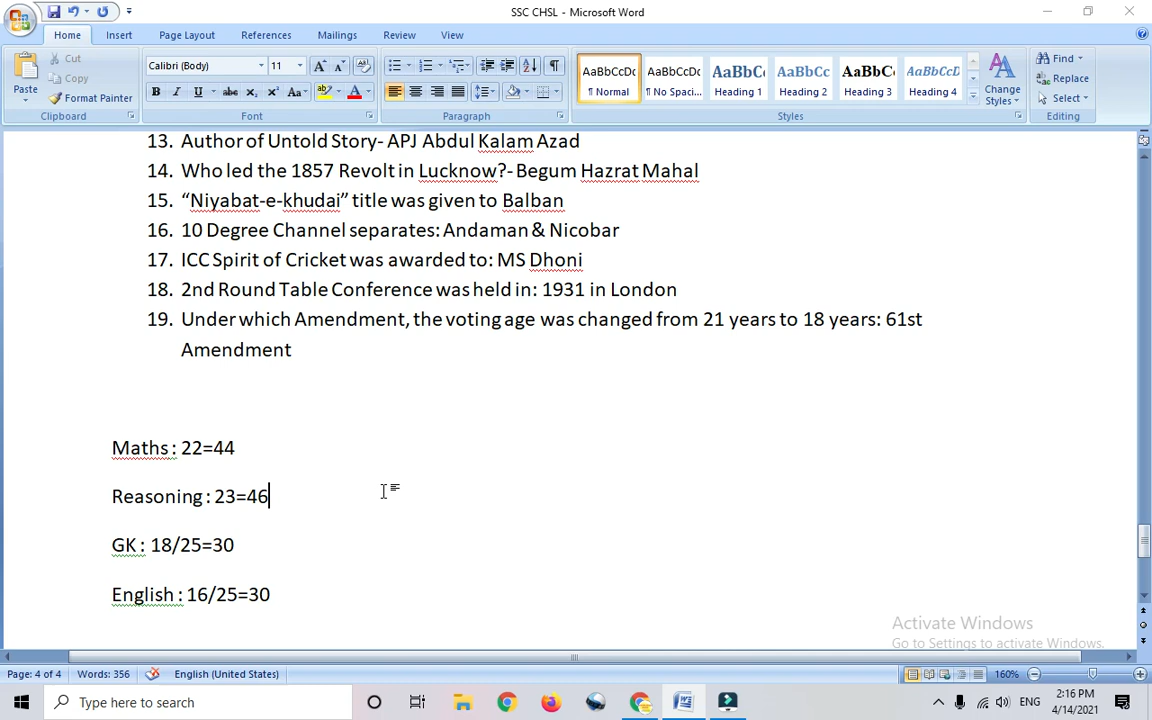 SSC CHSL - Microsoft Word
Home Insert Page Layout References Mailings Review View
Cut
Copy
Format Painter
Paste
Clipboard
Calibri (Body) 11
Font
Paragraph
AaBbCcDc AaBbCcDc AaBbC AaBbCc AaBbC AaBbCcD
¶ Normal ¶ No Spaci... Heading 1 Heading 2 Heading 3 Heading 4
Styles
Change Styles
Find
Replace
Select
Editing
13. Author of Untold Story- APJ Abdul Kalam Azad
14. Who led the 1857 Revolt in Lucknow?- Begum Hazrat Mahal
15. “Niyabat-e-khudai” title was given to Balban
16. 10 Degree Channel separates: Andaman & Nicobar
17. ICC Spirit of Cricket was awarded to: MS Dhoni
18. 2nd Round Table Conference was held in: 1931 in London
19. Under which Amendment, the voting age was changed from 21 years to 18 years: 61st
Amendment
Maths : 22=44
Reasoning : 23=46
GK : 18/25=30
English : 16/25=30
Activate Windows
Go to Settings to activate Windows.
Page: 4 of 4 Words: 356 English (United States) 160%
Type here to search
ENG
2:16 PM
4/14/2021